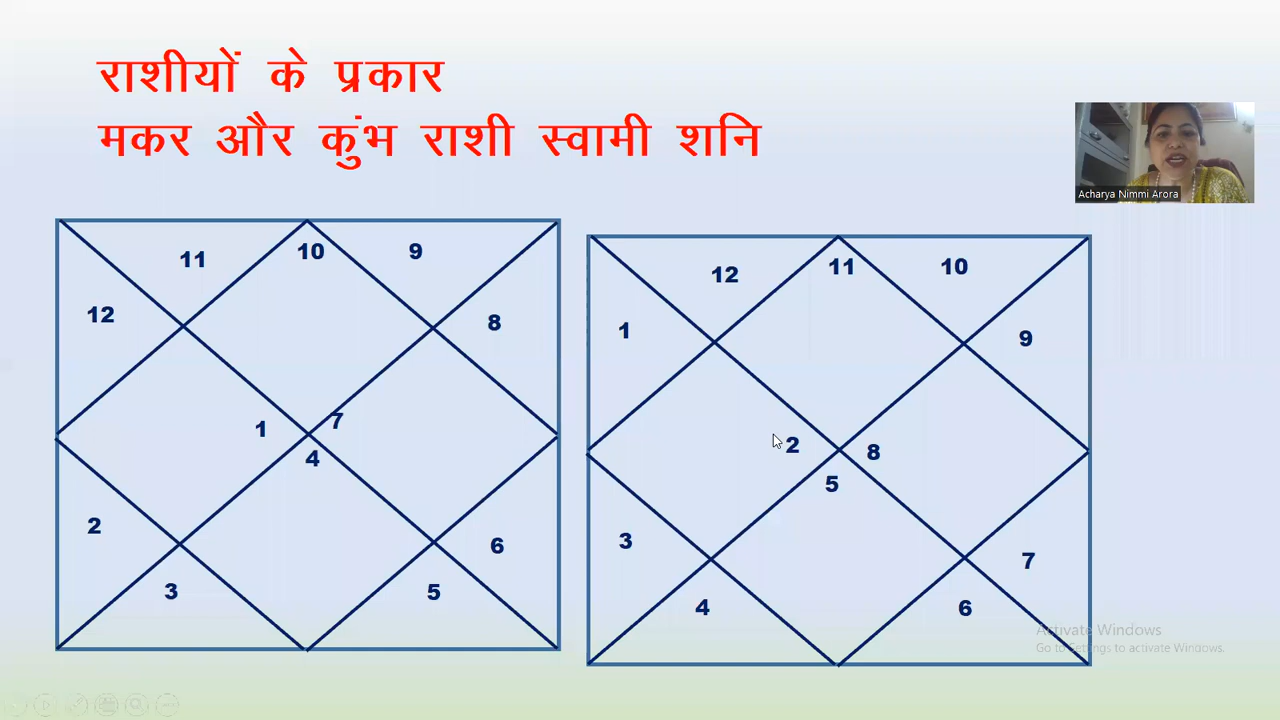 राशीयों के प्रकार
मकर और कुंभ राशी स्वामी शनि
Acharya Nimmi Arora
11 10 9
12 8
1 7
4
2 6
3 5
12 11 10
1 9
2 8
5
3 7
4 6
Activate Windows
Go to Settings to activate Windows.